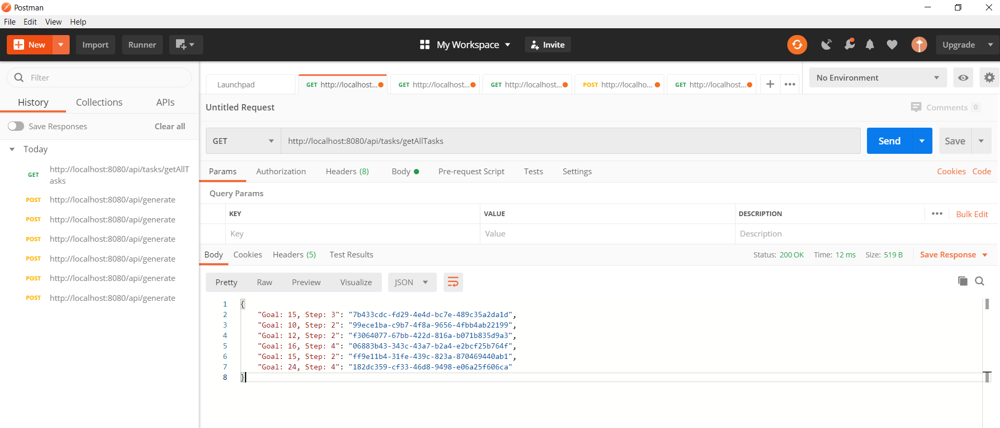 Postman
File Edit View Help
New Import Runner My Workspace Invite Upgrade
Filter
History Collections APIs
Save Responses Clear all
Today
GET http://localhost:8080/api/tasks/getAllT
asks
POST http://localhost:8080/api/generate
POST http://localhost:8080/api/generate
POST http://localhost:8080/api/generate
POST http://localhost:8080/api/generate
POST http://localhost:8080/api/generate
POST http://localhost:8080/api/generate
Launchpad GET http://localhost... GET http://localhost... GET http://localhost... POST http://localho... GET http://localhost... No Environment
Untitled Request Comments 0
GET http://localhost:8080/api/tasks/getAllTasks Send Save
Params Authorization Headers (8) Body Pre-request Script Tests Settings Cookies Code
Query Params
KEY VALUE DESCRIPTION Bulk Edit
Key Value Description
Body Cookies Headers (5) Test Results Status: 200 OK Time: 12 ms Size: 519 B Save Response
Pretty Raw Preview Visualize JSON
1 {
2 "Goal: 15, Step: 3": "7b433cdc-fd29-4e4d-bc7e-489c35a2da1d",
3 "Goal: 10, Step: 2": "99ece1ba-c9b7-4f8a-9656-4fbb4ab22199",
4 "Goal: 12, Step: 2": "f3064077-67bb-422d-816a-b071b835d9a3",
5 "Goal: 16, Step: 4": "06883b43-343c-43a7-b2a4-e2bcf25b764f",
6 "Goal: 15, Step: 2": "ff9e11b4-31fe-439c-823a-870469440ab1",
7 "Goal: 24, Step: 4": "182dc359-cf33-46d8-9498-e06a25f606ca"
8 }